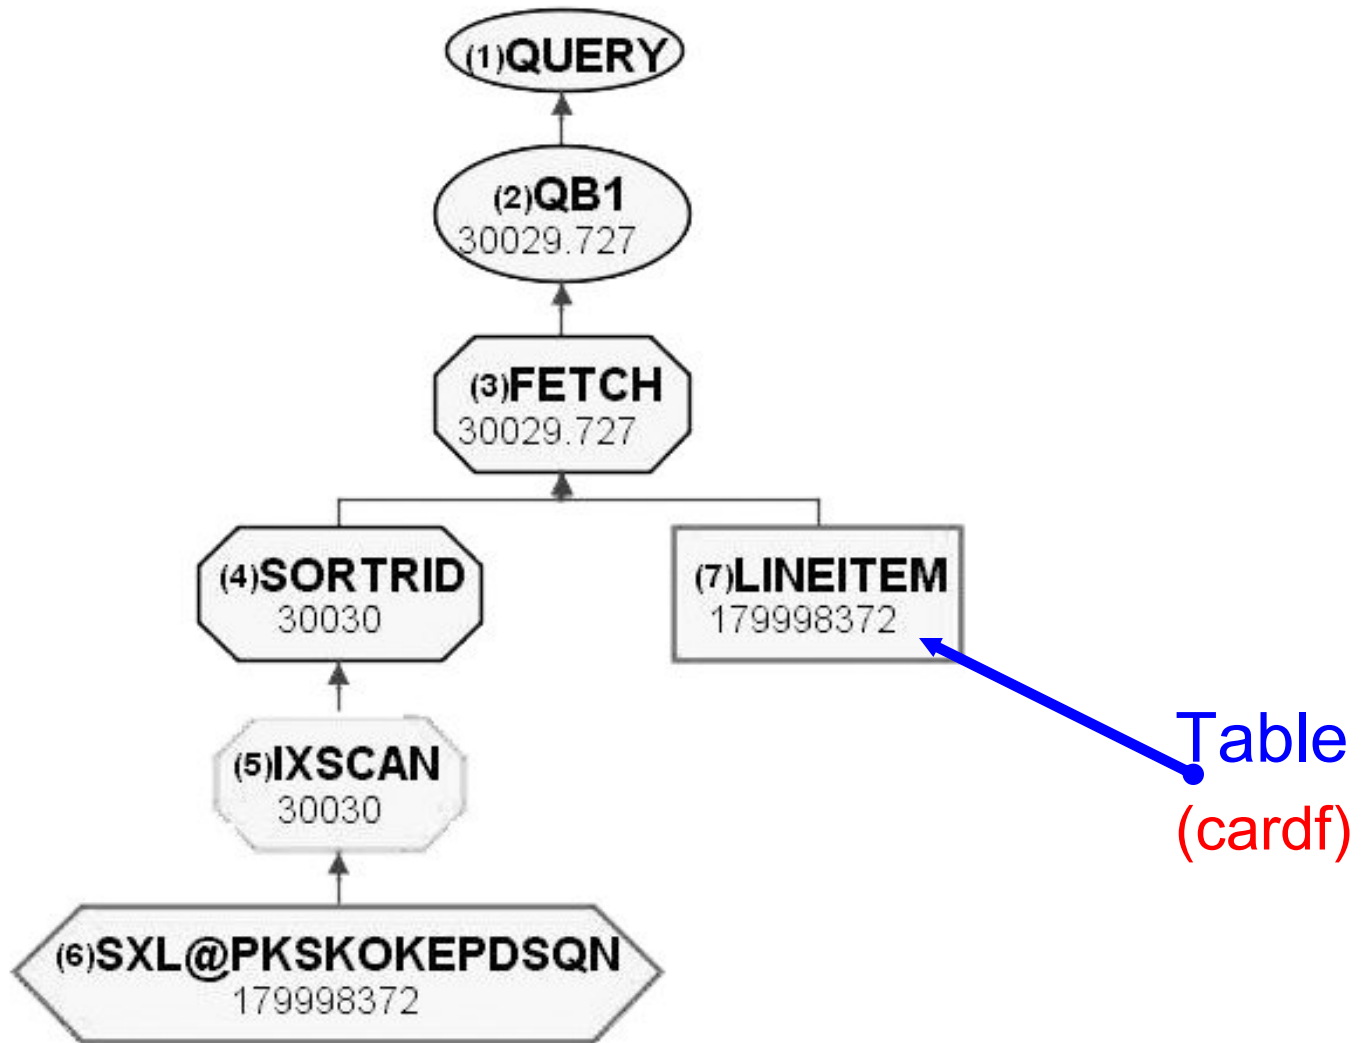 (1)QUERY
(2)QB1
30029.727
(3)FETCH
30029.727
(4)SORTRID
30030
(7)LINEITEM
179998372
Table
(cardf)
(5)IXSCAN
30030
(6)SXL@PKSKOKEPDSQN
179998372